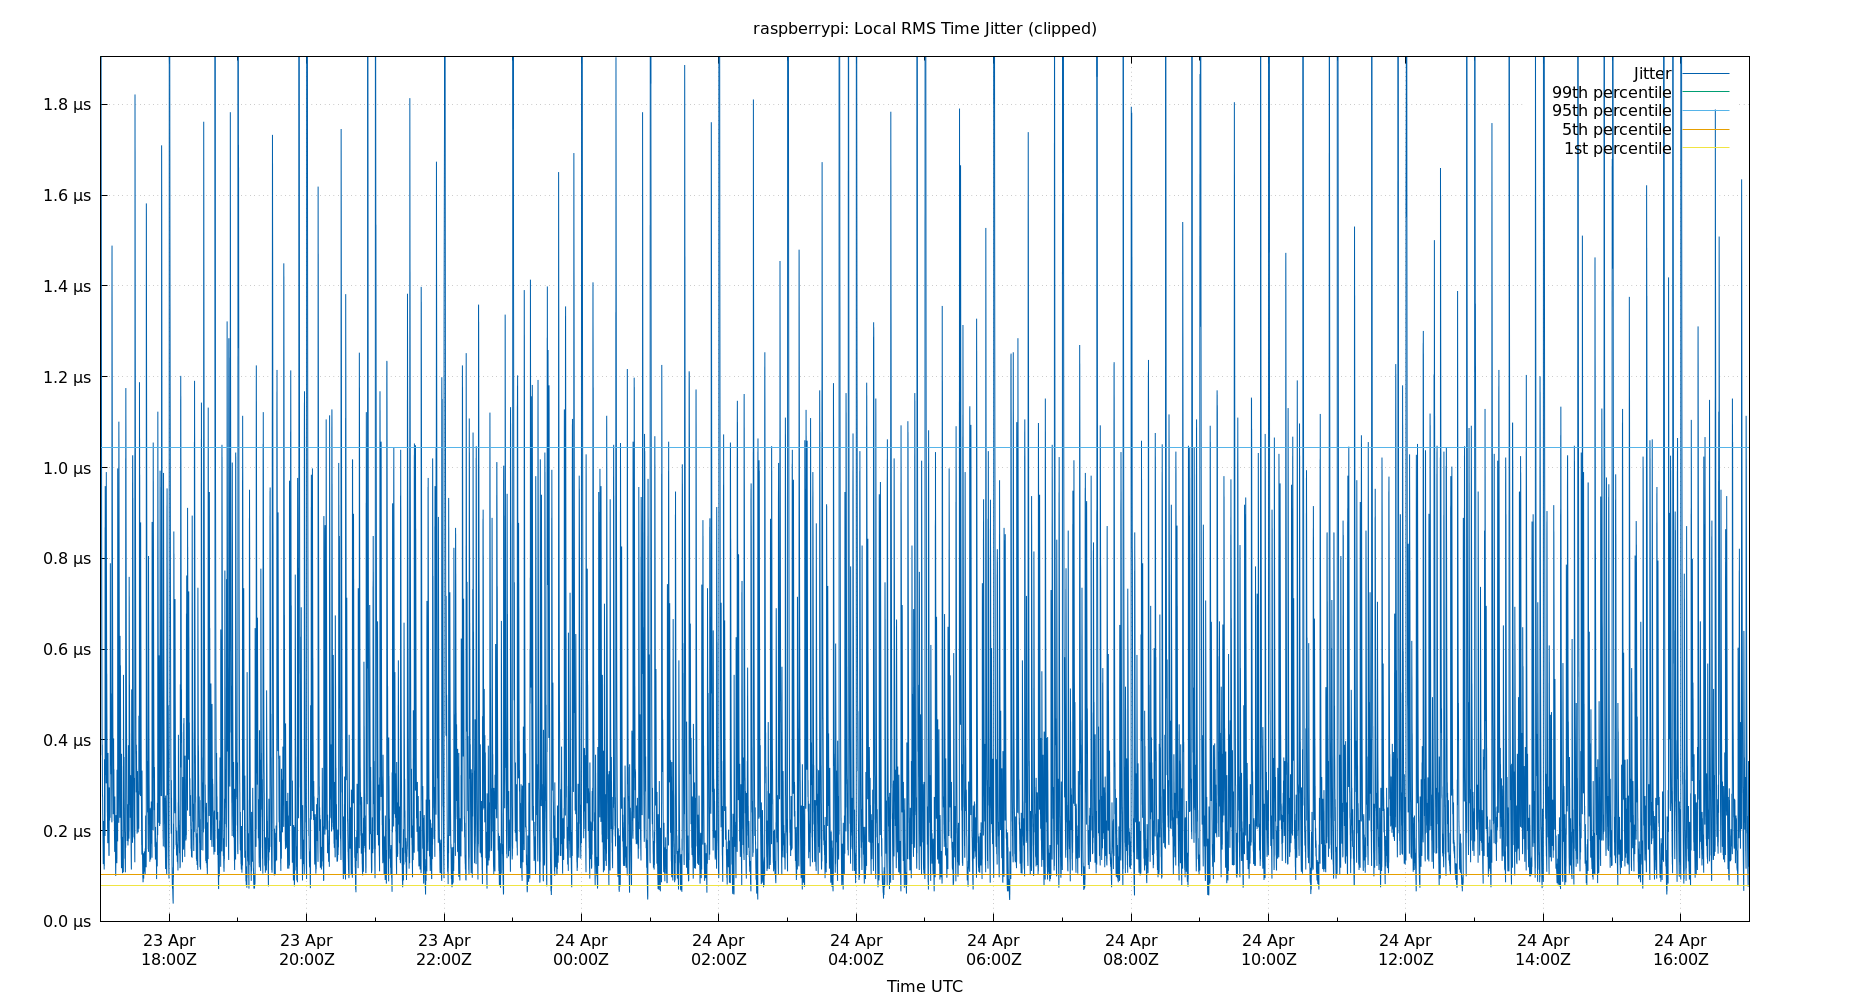 raspberrypi: Local RMS Time Jitter (clipped)
Jitter
99th percentile
95th percentile
5th percentile
1st percentile
1.8 µs
1.6 µs
1.4 µs
1.2 µs
1.0 µs
0.8 µs
0.6 µs
0.4 µs
0.2 µs
0.0 µs
23 Apr 23 Apr 23 Apr 24 Apr 24 Apr 24 Apr 24 Apr 24 Apr 24 Apr 24 Apr 24 Apr 24 Apr
18:00Z 20:00Z 22:00Z 00:00Z 02:00Z 04:00Z 06:00Z 08:00Z 10:00Z 12:00Z 14:00Z 16:00Z
Time UTC